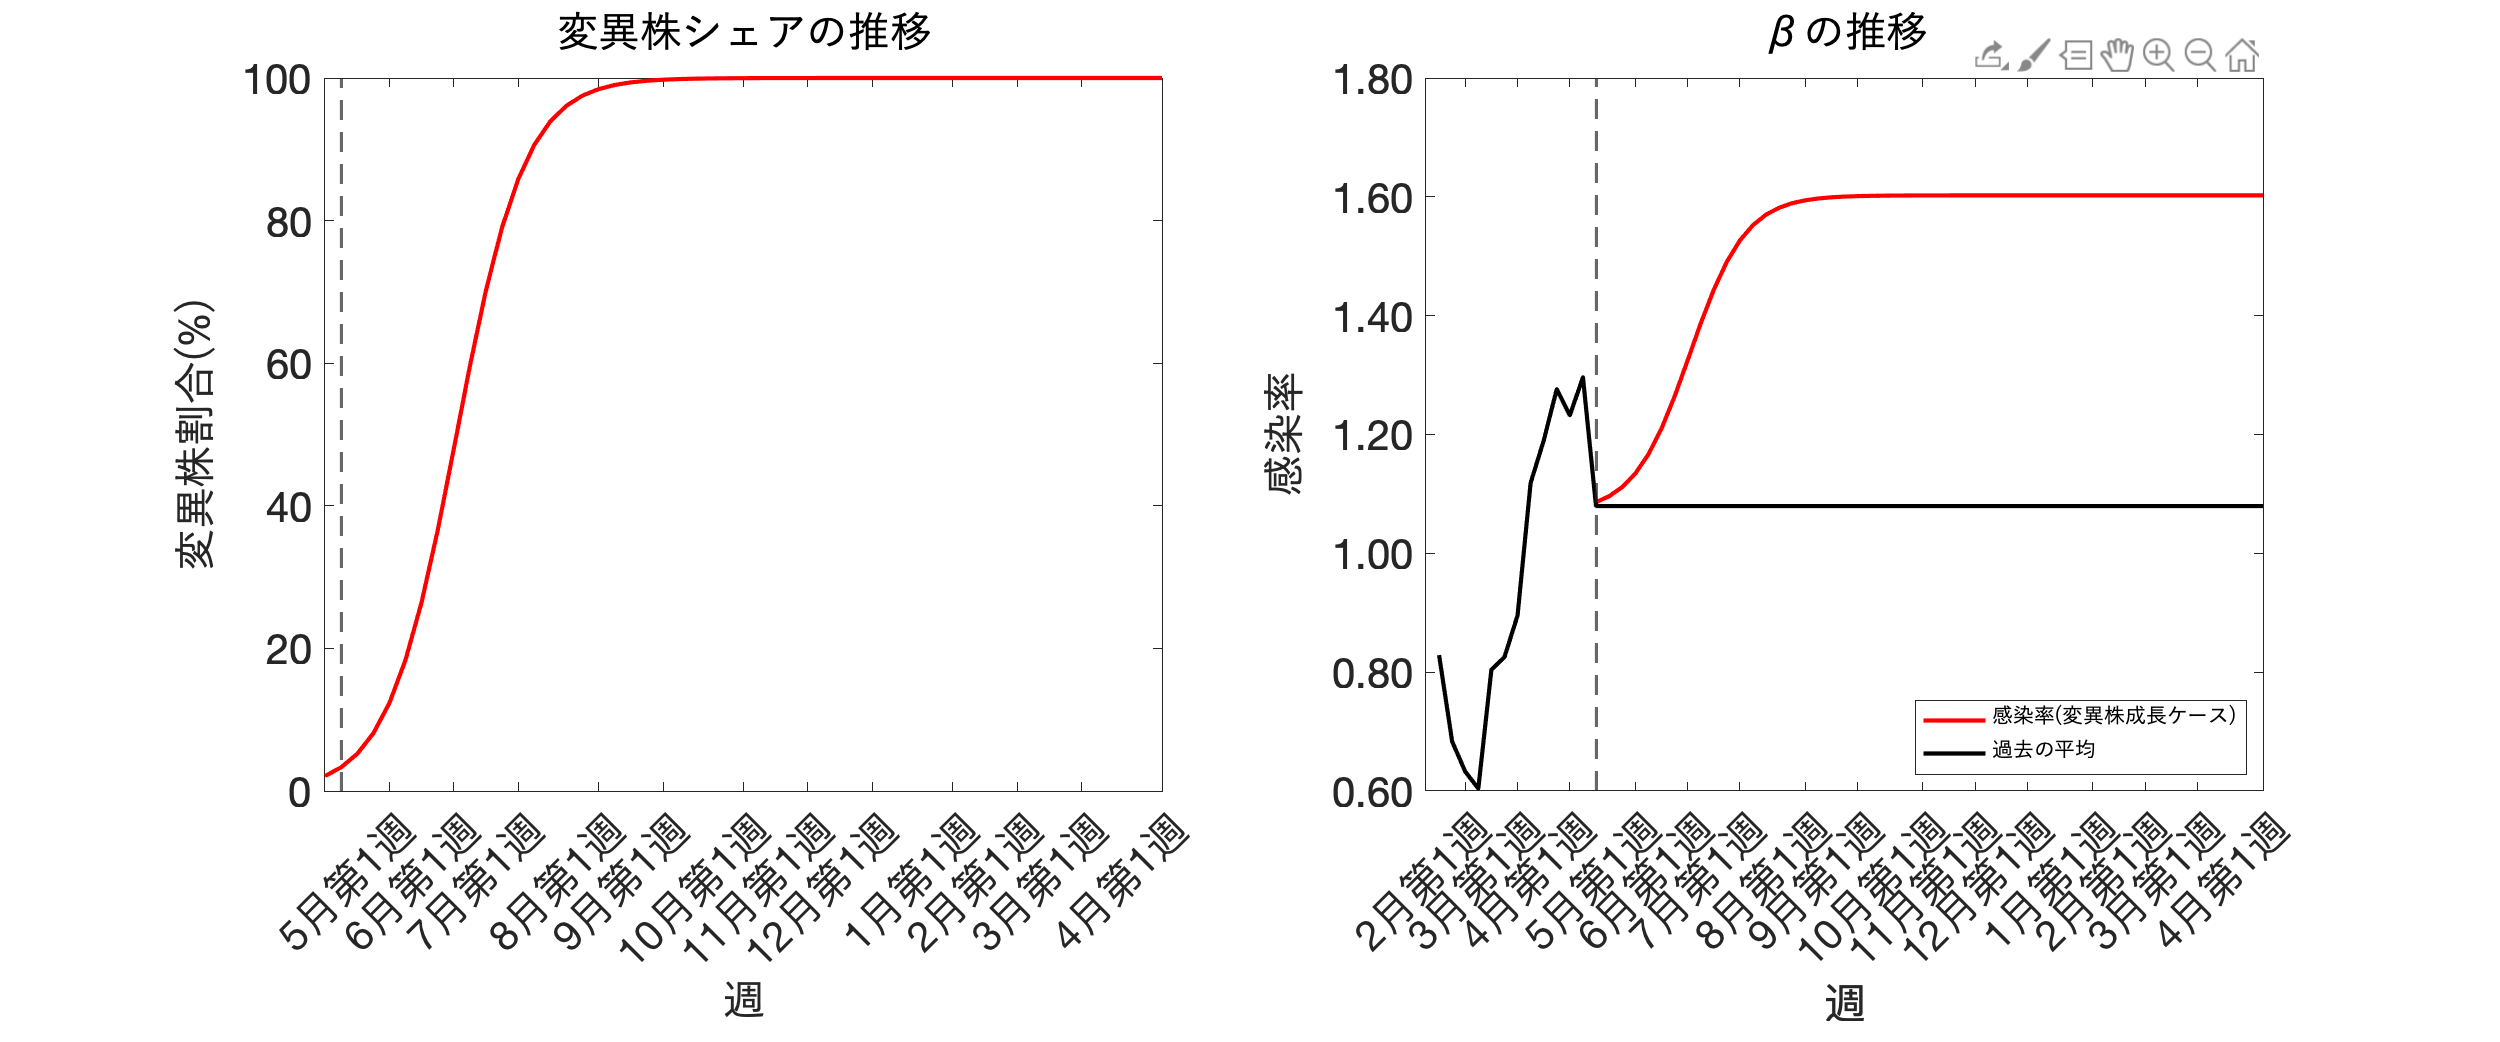 変異株シェアの推移
変異株割合(%)
100
80
60
40
20
0
5月第1週
6月第1週
7月第1週
8月第1週
9月第1週
10月第1週
11月第1週
12月第1週
1月第1週
2月第1週
3月第1週
4月第1週
週
βの推移
感染率
1.80
1.60
1.40
1.20
1.00
0.80
0.60
感染率(変異株成長ケース)
過去の平均
2月第1週
3月第1週
4月第1週
5月第1週
6月第1週
7月第1週
8月第1週
9月第1週
10月第1週
11月第1週
12月第1週
1月第1週
2月第1週
3月第1週
4月第1週
週